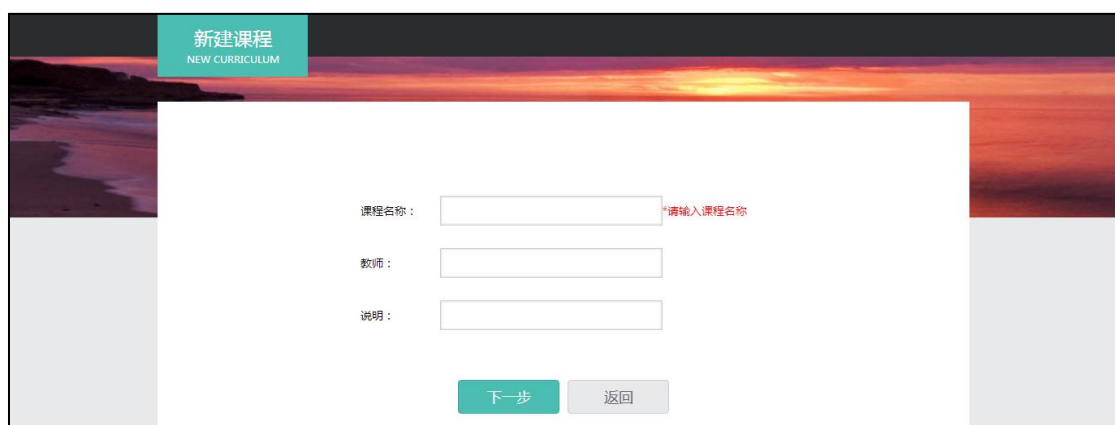 新建课程
NEW CURRICULUM
课程名称： *请输入课程名称
教师：
说明：
下一步 返回